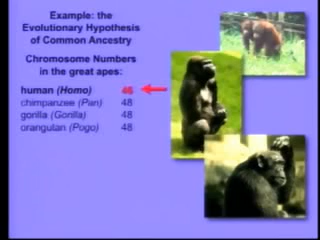 Example: the
Evolutionary Hypothesis
of Common Ancestry
Chromosome Numbers
in the great apes:
human (Homo) 46
chimpanzee (Pan) 48
gorilla (Gorilla) 48
orangutan (Pogo) 48